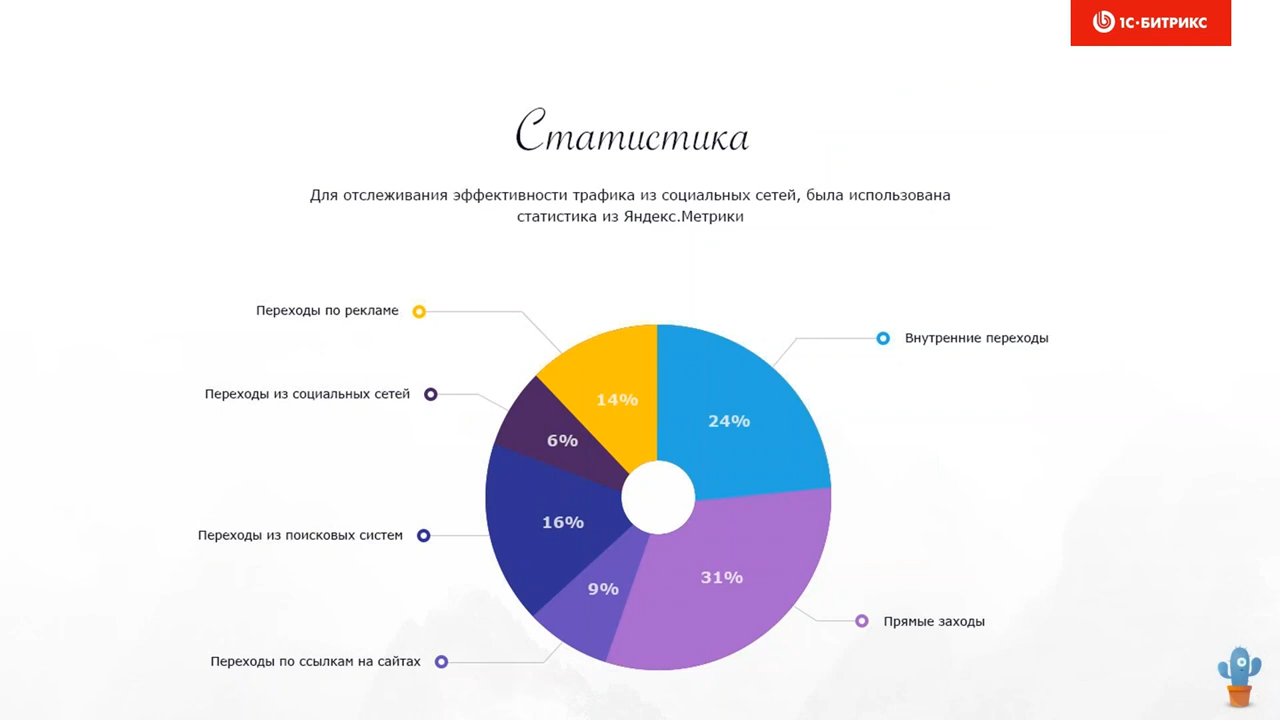 1С·БИТРИКС
Статистика
Для отслеживания эффективности трафика из социальных сетей, была использована
статистика из Яндекс.Метрики
Переходы по рекламе
Внутренние переходы
Переходы из социальных сетей
14%
24%
6%
16%
Переходы из поисковых систем
31%
9%
Прямые заходы
Переходы по ссылкам на сайтах